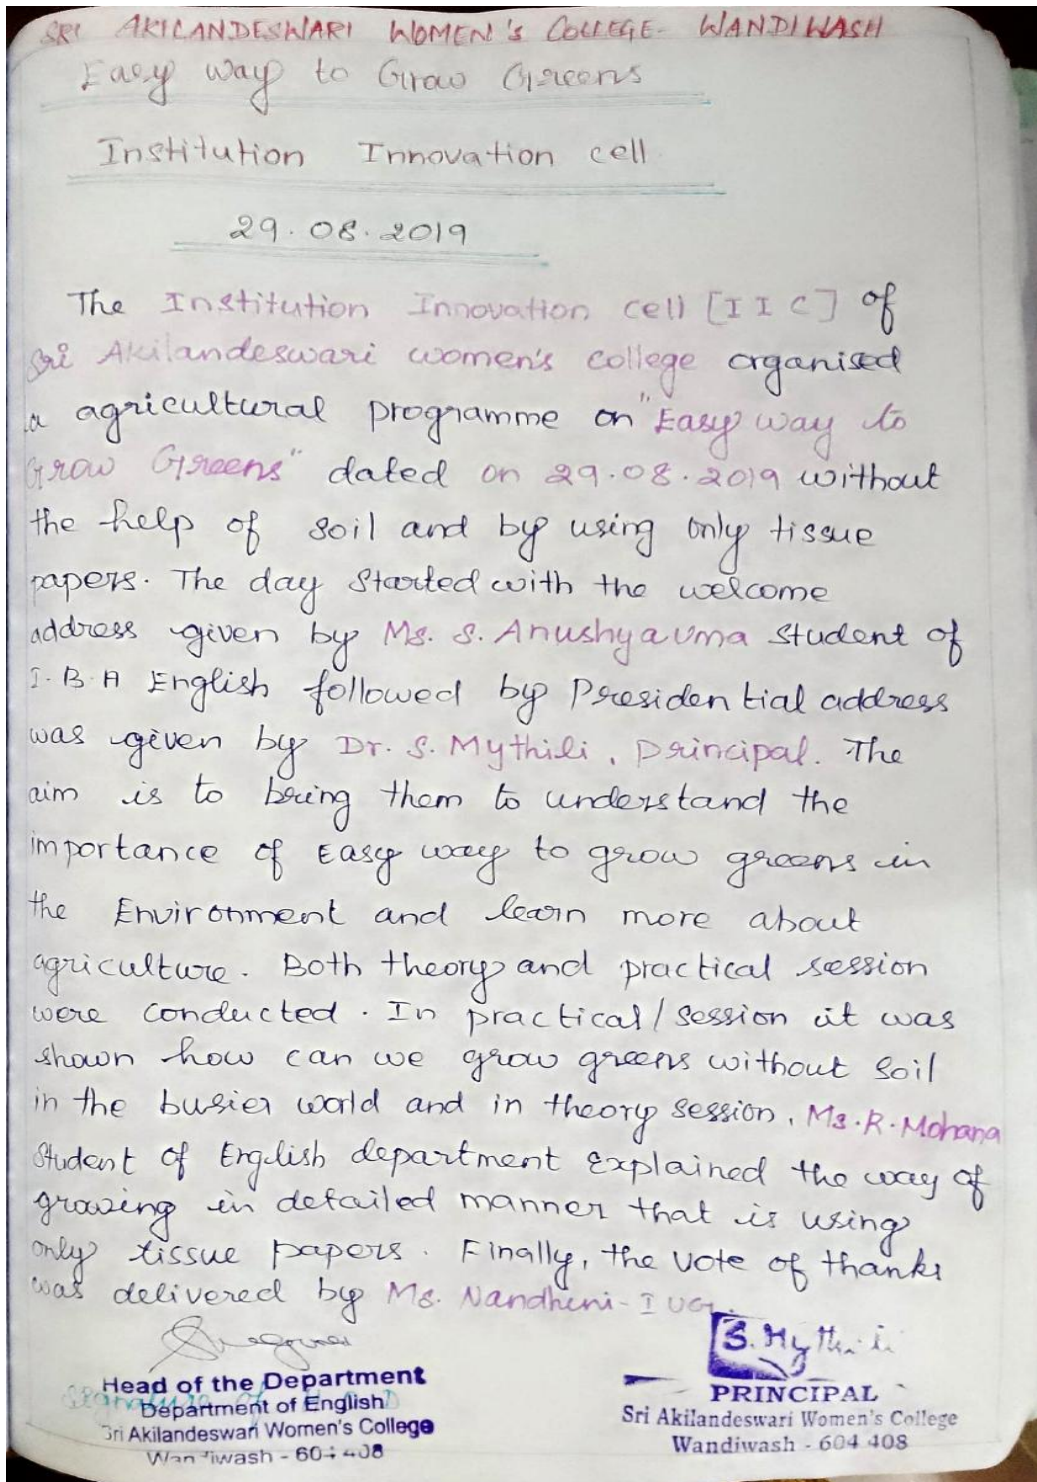 SRI AKILANDESWARI WOMEN'S COLLEGE- WANDIWASH
Easy way to Grow Greens
Institution Innovation cell
29.08.2019
The Institution Innovation cell [I I C] of
Sri Akilandeswari women's college organised
a agricultural programme on "Easy way to
Grow Greens" dated on 29.08.2019 without
the help of soil and by using only tissue
papers. The day started with the welcome
address given by Ms. S. Anushya uma student of
I. B. A English followed by Presidential address
was given by Dr. S. Mythili, Principal. The
aim is to bring them to understand the
importance of Easy way to grow greens in
the Environment and learn more about
agriculture. Both theory and practical session
were conducted. In practical/session it was
shown how can we grow greens without soil
in the busier world and in theory session, Ms. R. Mohana
student of English department explained the way of
growing in detailed manner that is using
only tissue papers. Finally, the vote of thanks
was delivered by Ms. Nandhini - I UG.
S. Mythili
Head of the Department
Signature of
Department of English
Sri Akilandeswari Women's College
Wandiwash - 604 408
PRINCIPAL
Sri Akilandeswari Women's College
Wandiwash - 604 408